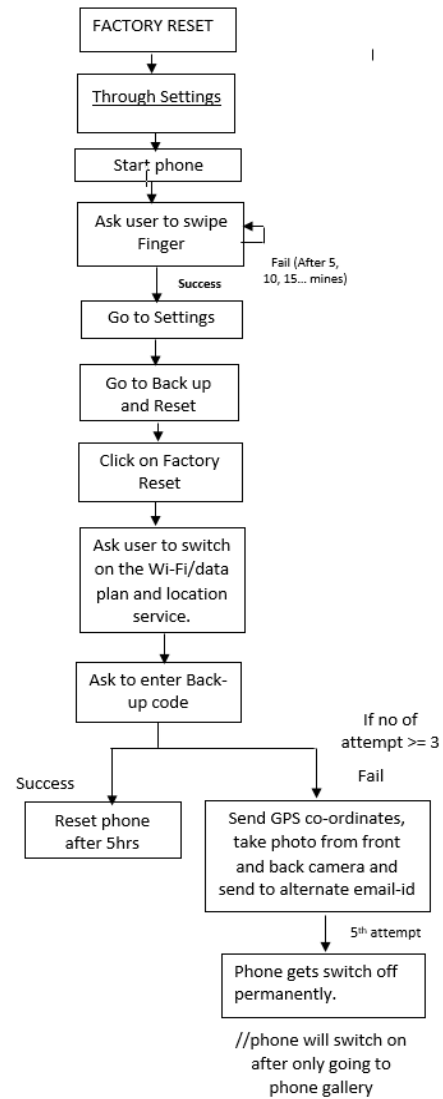 FACTORY RESET
Through Settings
Start phone
Ask user to swipe
Finger
Fail (After 5,
10, 15... mines)
Success
Go to Settings
Go to Back up
and Reset
Click on Factory
Reset
Ask user to switch
on the Wi-Fi/data
plan and location
service.
Ask to enter Back-
up code
If no of
attempt >= 3
Success
Fail
Reset phone
after 5hrs
Send GPS co-ordinates,
take photo from front
and back camera and
send to alternate email-id
5th attempt
Phone gets switch off
permanently.
//phone will switch on
after only going to
phone gallery